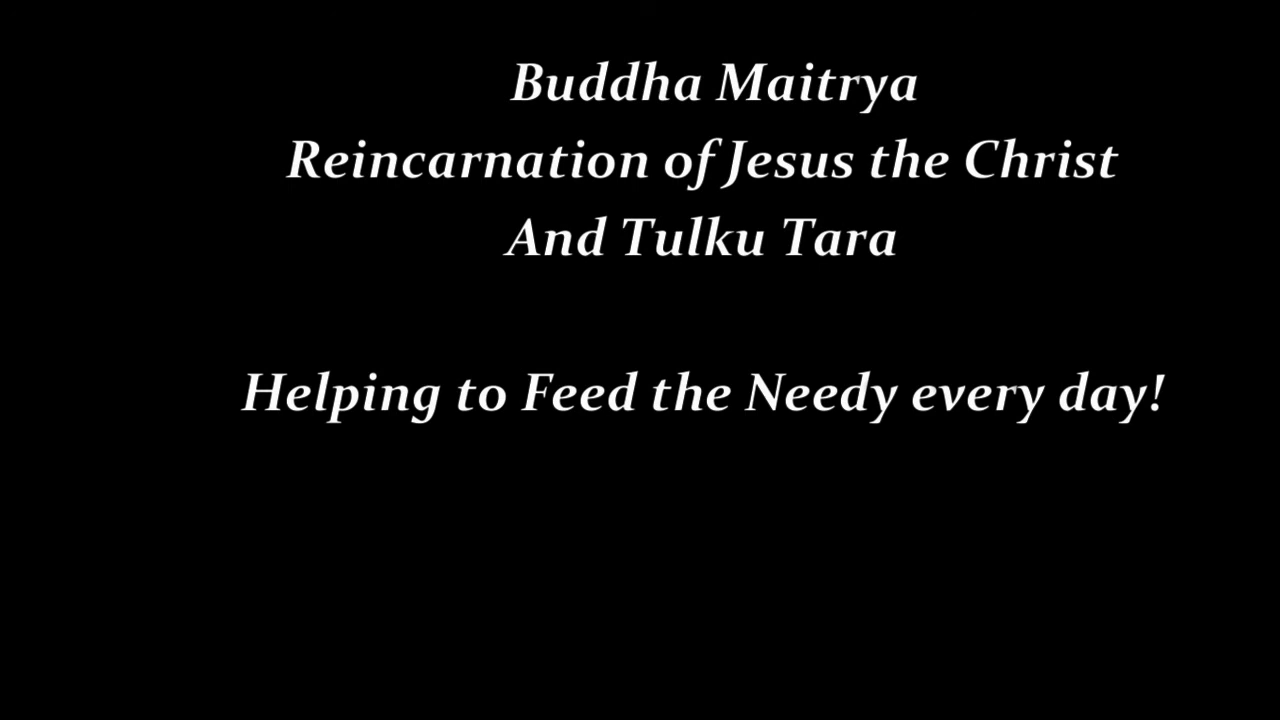 Buddha Maitrya
Reincarnation of Jesus the Christ
And Tulku Tara
Helping to Feed the Needy every day!